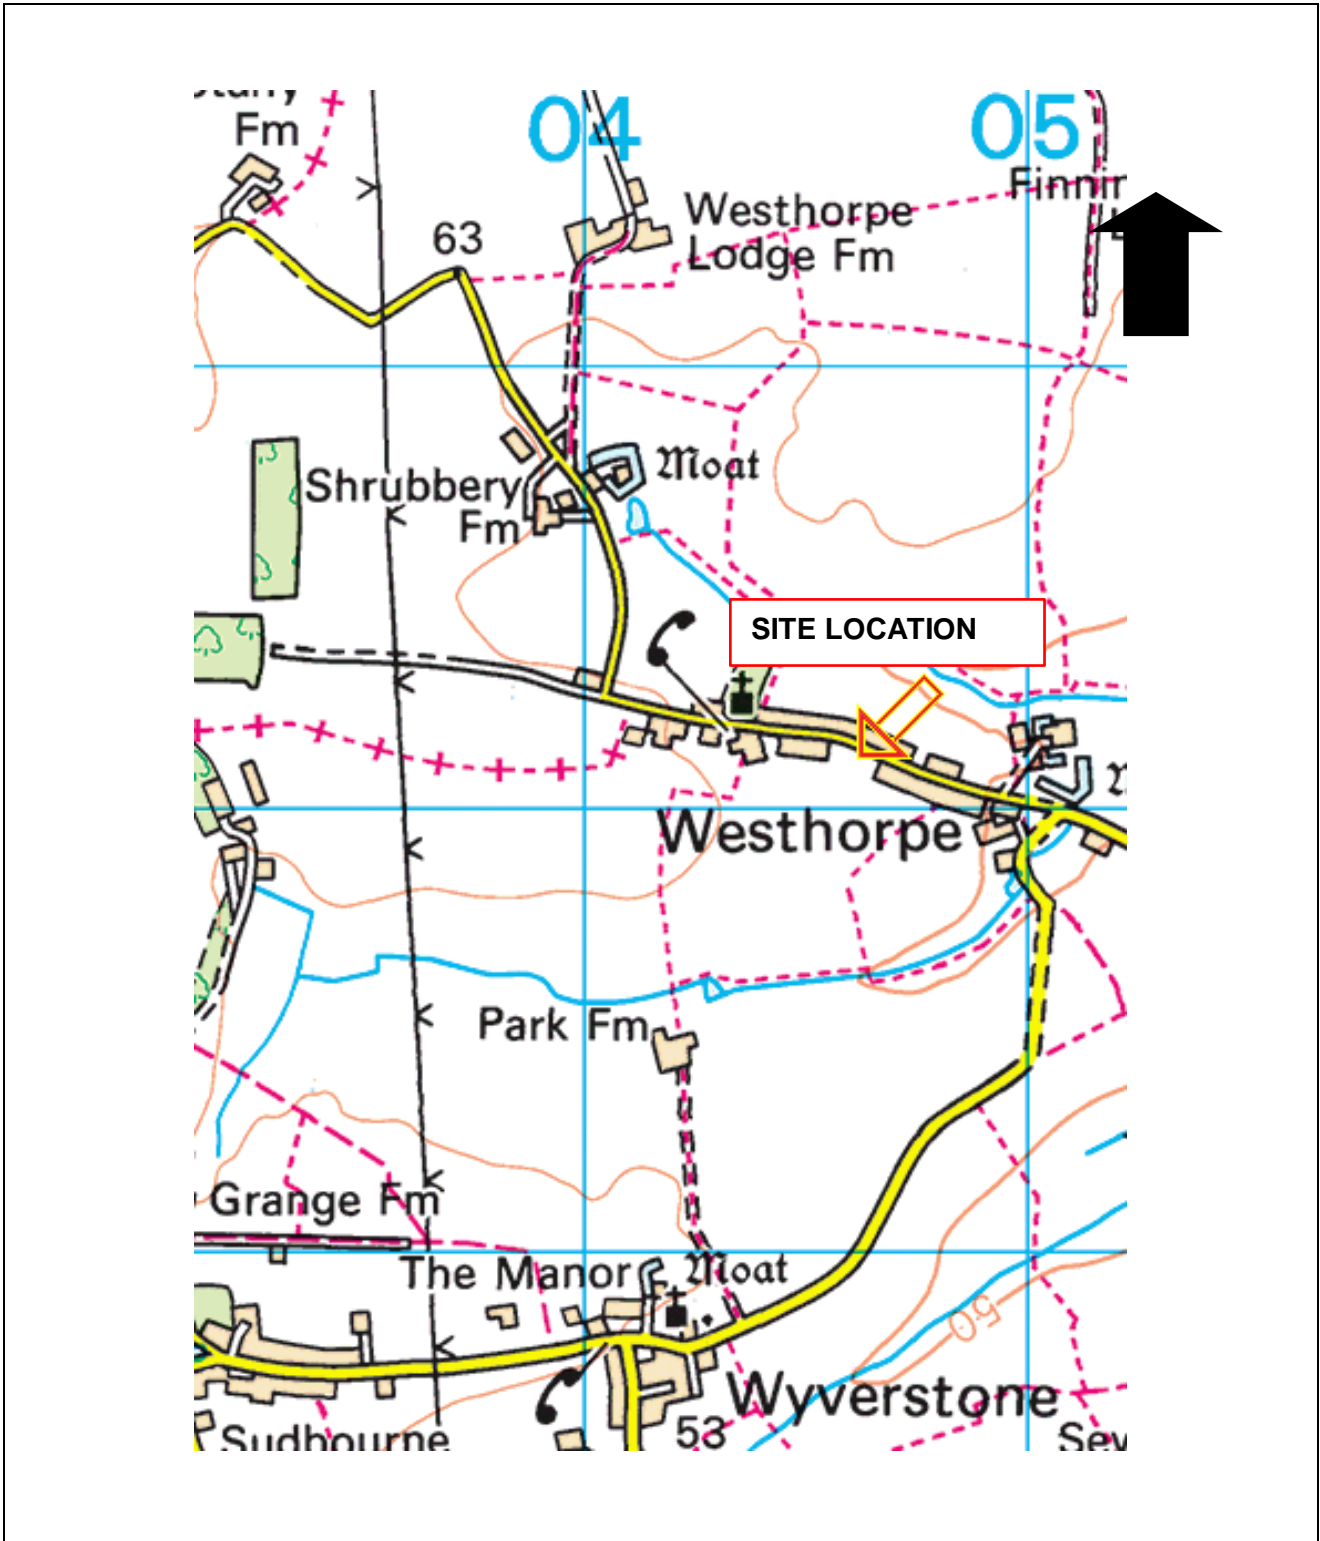 Fm
04
05
Westhorpe
Lodge Fm
63
Moat
Shrubbery
Fm
SITE LOCATION
Westhorpe
Park Fm
Grange Fm
The Manor
Moat
50
Wyverstone
53
Sudbourne